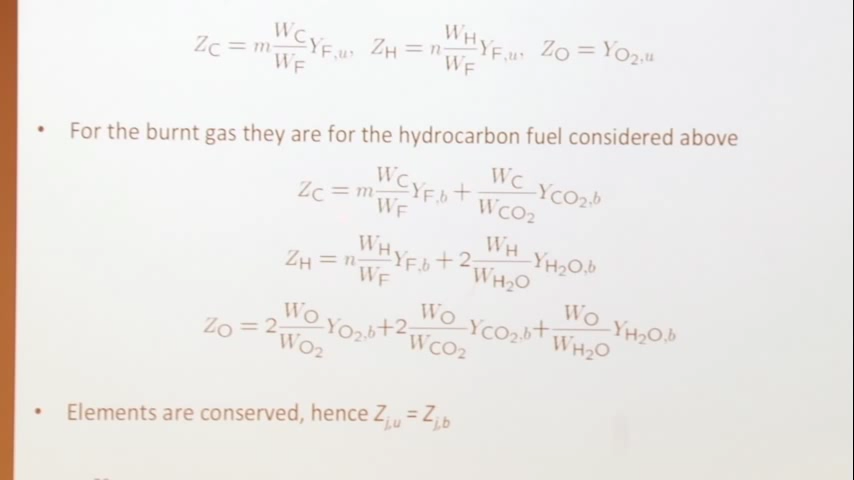 Z_C = m W_C/W_F Y_F,u, Z_H = n W_H/W_F Y_F,u, Z_O = Y_O₂,u
• For the burnt gas they are for the hydrocarbon fuel considered above
Z_C = m W_C/W_F Y_F,b + W_C/W_CO₂ Y_CO₂,b
Z_H = n W_H/W_F Y_F,b + 2 W_H/W_H₂O Y_H₂O,b
Z_O = 2 W_O/W_O₂ Y_O₂,b + 2 W_O/W_CO₂ Y_CO₂,b + W_O/W_H₂O Y_H₂O,b
• Elements are conserved, hence Z_j,u = Z_j,b